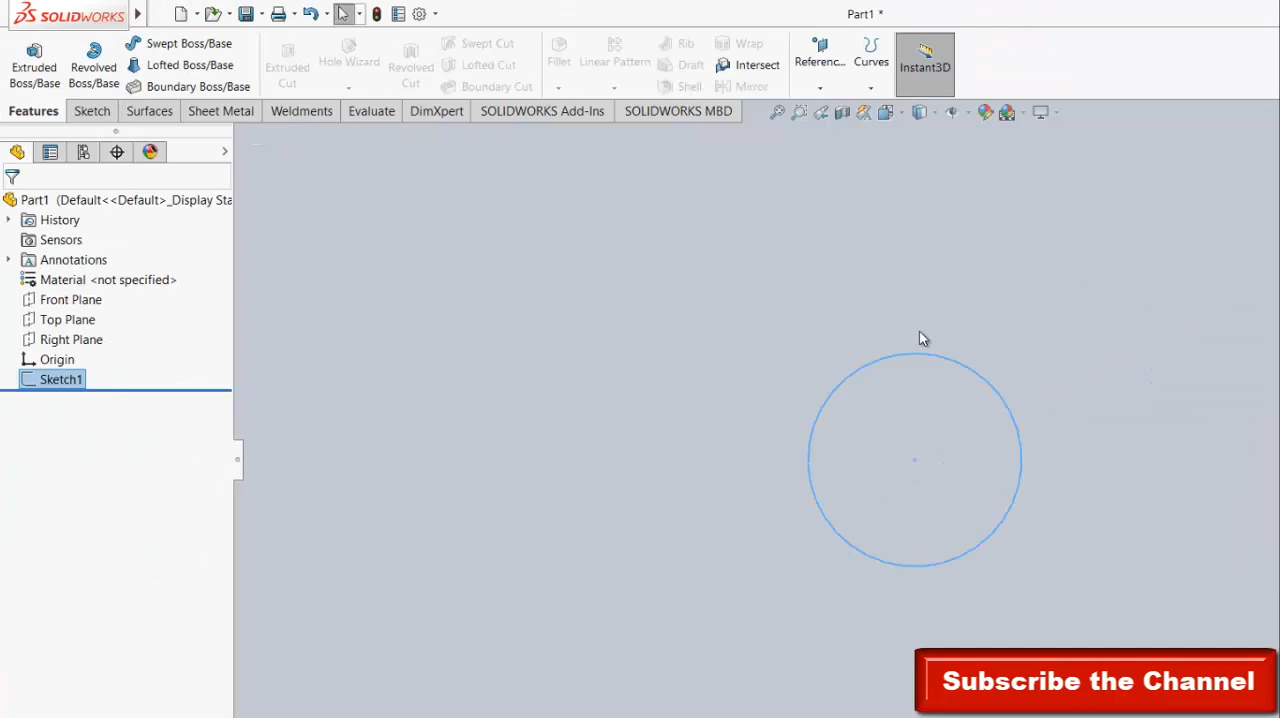 SOLIDWORKS
Part1 *
Extruded Boss/Base
Revolved Boss/Base
Swept Boss/Base
Lofted Boss/Base
Boundary Boss/Base
Extruded Cut
Hole Wizard
Revolved Cut
Swept Cut
Lofted Cut
Boundary Cut
Fillet
Linear Pattern
Rib
Draft
Shell
Wrap
Intersect
Mirror
Referenc...
Curves
Instant3D
Features Sketch Surfaces Sheet Metal Weldments Evaluate DimXpert SOLIDWORKS Add-Ins SOLIDWORKS MBD
Part1 (Default<<Default>_Display Sta
History
Sensors
Annotations
Material <not specified>
Front Plane
Top Plane
Right Plane
Origin
Sketch1
Subscribe the Channel